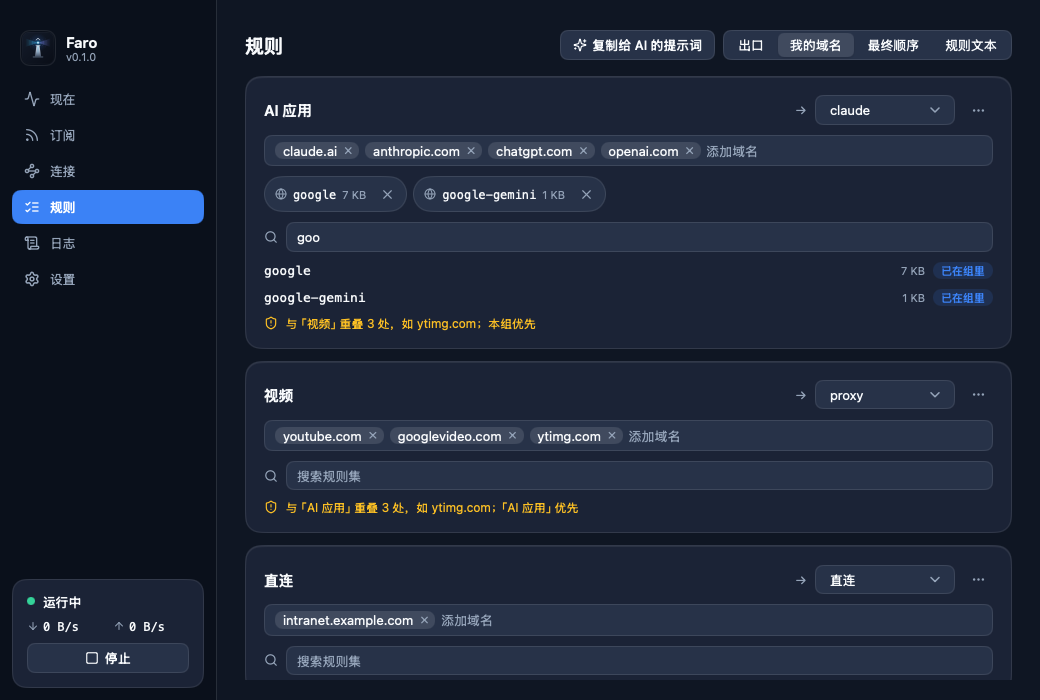 Faro
v0.1.0
现在
订阅
连接
规则
日志
设置
运行中
↓ 0 B/s ↑ 0 B/s
停止
规则
复制给 AI 的提示词
出口 我的域名 最终顺序 规则文本
AI 应用 → claude ···
claude.ai × anthropic.com × chatgpt.com × openai.com × 添加域名
google 7 KB × google-gemini 1 KB ×
goo
google 7 KB 已在组里
google-gemini 1 KB 已在组里
与「视频」重叠 3 处，如 ytimg.com；本组优先
视频 → proxy ···
youtube.com × googlevideo.com × ytimg.com × 添加域名
搜索规则集
与「AI 应用」重叠 3 处，如 ytimg.com；「AI 应用」优先
直连 → 直连 ···
intranet.example.com × 添加域名
搜索规则集